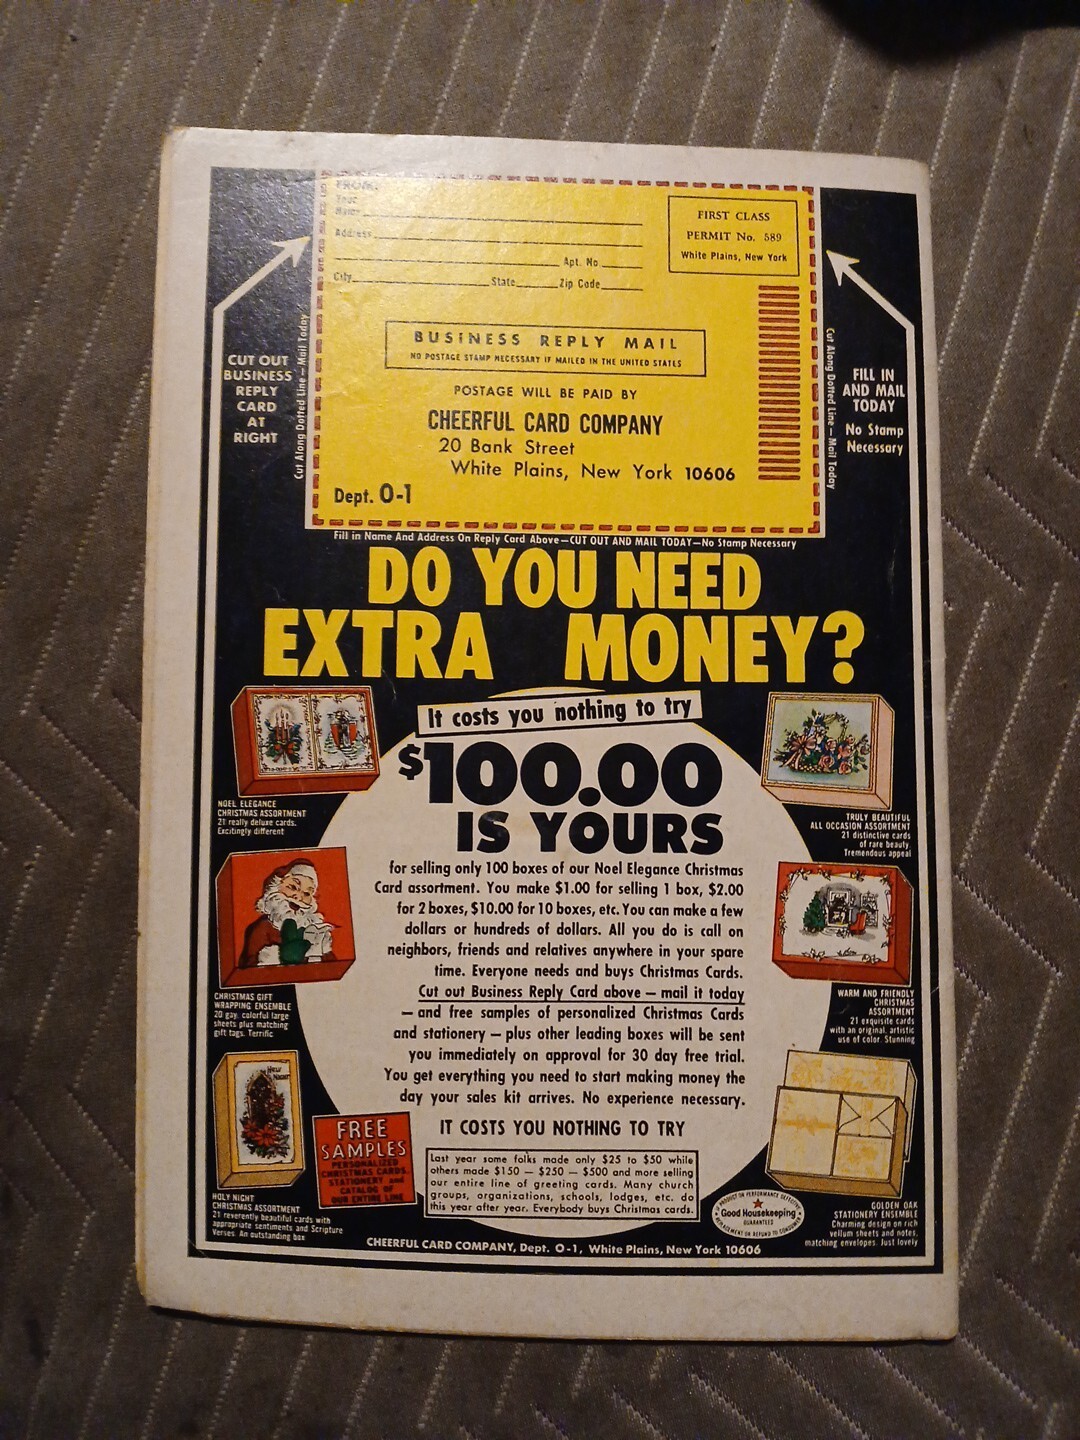 FROM:
Your
Name
Address
Apt. No.
City State Zip Code
FIRST CLASS
PERMIT No. 589
White Plains, New York
BUSINESS REPLY MAIL
NO POSTAGE STAMP NECESSARY IF MAILED IN THE UNITED STATES
POSTAGE WILL BE PAID BY
CHEERFUL CARD COMPANY
20 Bank Street
White Plains, New York 10606
Dept. O-1
Cut Along Dotted Line — Mail Today
CUT OUT
BUSINESS
REPLY
CARD
AT
RIGHT
Cut Along Dotted Line — Mail Today
FILL IN
AND MAIL
TODAY
No Stamp
Necessary
Fill in Name And Address On Reply Card Above—CUT OUT AND MAIL TODAY—No Stamp Necessary
DO YOU NEED
EXTRA MONEY?
It costs you nothing to try
$100.00
IS YOURS
for selling only 100 boxes of our Noel Elegance Christmas
Card assortment. You make $1.00 for selling 1 box, $2.00
for 2 boxes, $10.00 for 10 boxes, etc. You can make a few
dollars or hundreds of dollars. All you do is call on
neighbors, friends and relatives anywhere in your spare
time. Everyone needs and buys Christmas Cards.
Cut out Business Reply Card above — mail it today
— and free samples of personalized Christmas Cards
and stationery — plus other leading boxes will be sent
you immediately on approval for 30 day free trial.
You get everything you need to start making money the
day your sales kit arrives. No experience necessary.
IT COSTS YOU NOTHING TO TRY
Last year some folks made only $25 to $50 while
others made $150 — $250 — $500 and more selling
our entire line of greeting cards. Many church
groups, organizations, schools, lodges, etc. do
this year after year. Everybody buys Christmas cards.
NOEL ELEGANCE
CHRISTMAS ASSORTMENT
21 really deluxe cards.
Excitingly different
CHRISTMAS GIFT
WRAPPING ENSEMBLE
20 gay, colorful large
sheets plus matching
gift tags. Terrific
Holy
Night
HOLY NIGHT
CHRISTMAS ASSORTMENT
21 reverently beautiful cards with
appropriate sentiments and Scripture
Verses. An outstanding box
FREE
SAMPLES
PERSONALIZED
CHRISTMAS CARDS,
STATIONERY and
CATALOG OF
OUR ENTIRE LINE
TRULY BEAUTIFUL
ALL OCCASION ASSORTMENT
21 distinctive cards
of rare beauty.
Tremendous appeal
WARM AND FRIENDLY
CHRISTMAS
ASSORTMENT
21 exquisite cards
with an original, artistic
use of color. Stunning
GOLDEN OAK
STATIONERY ENSEMBLE
Charming design on rich
vellum sheets and notes,
matching envelopes. Just lovely
Good Housekeeping
GUARANTEES
REPLACEMENT OR REFUND TO CONSUMER
CHEERFUL CARD COMPANY, Dept. O-1, White Plains, New York 10606